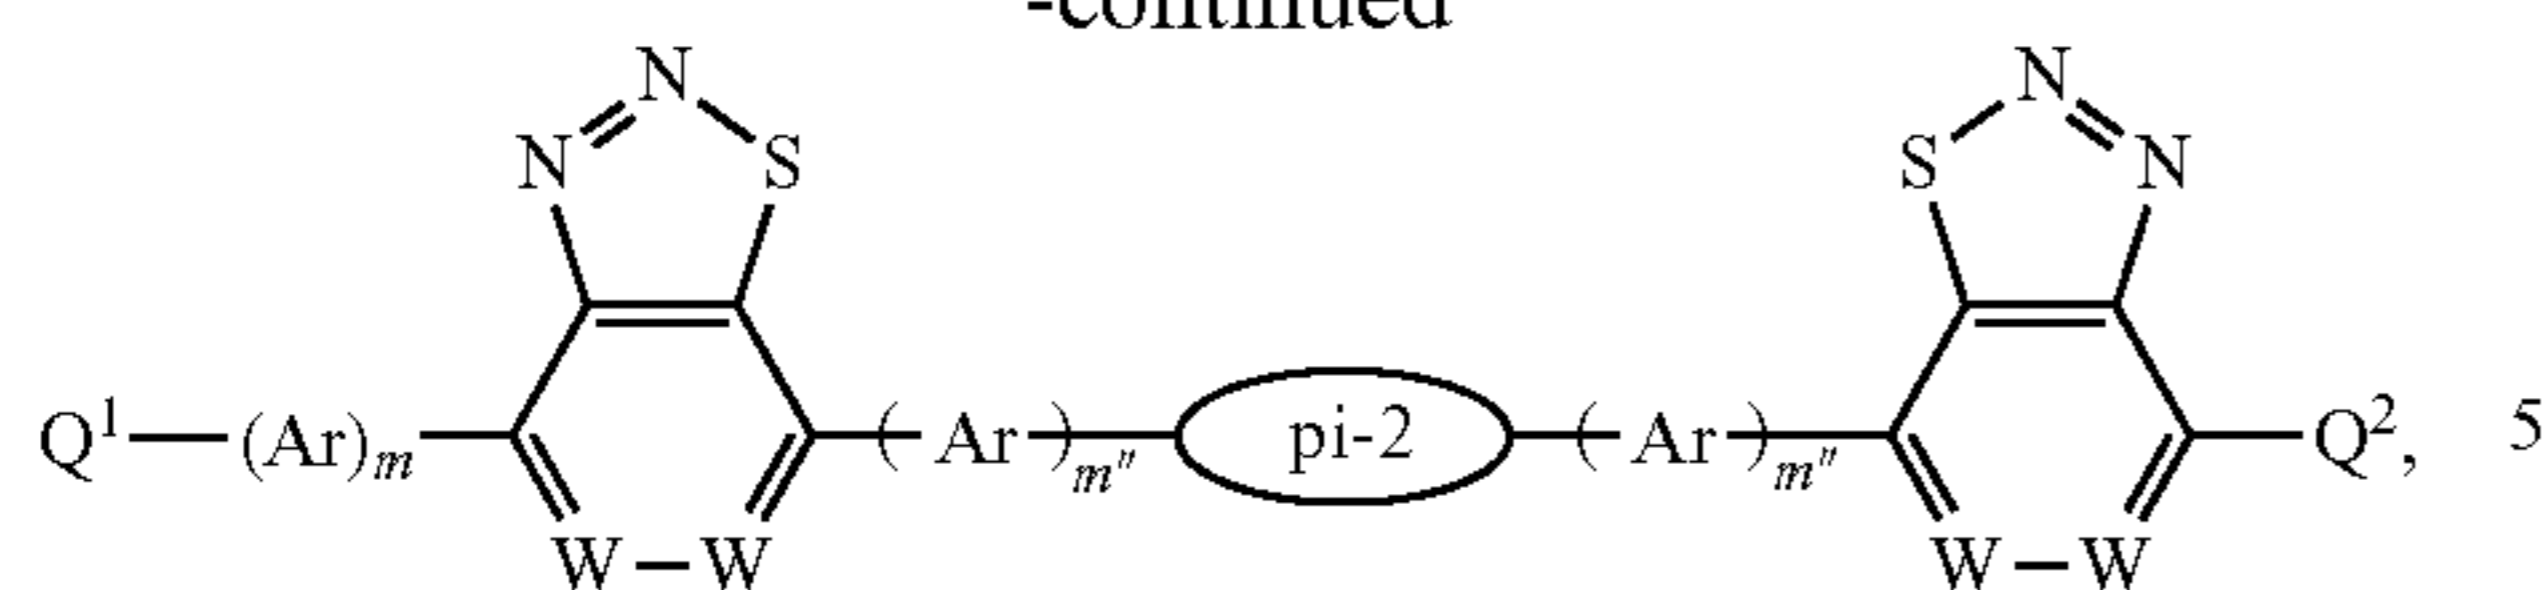 -continued
N N S S N N
Q¹—(Ar)m ( Ar )m″ pi-2 ( Ar )m″ Q², 5
W — W W — W